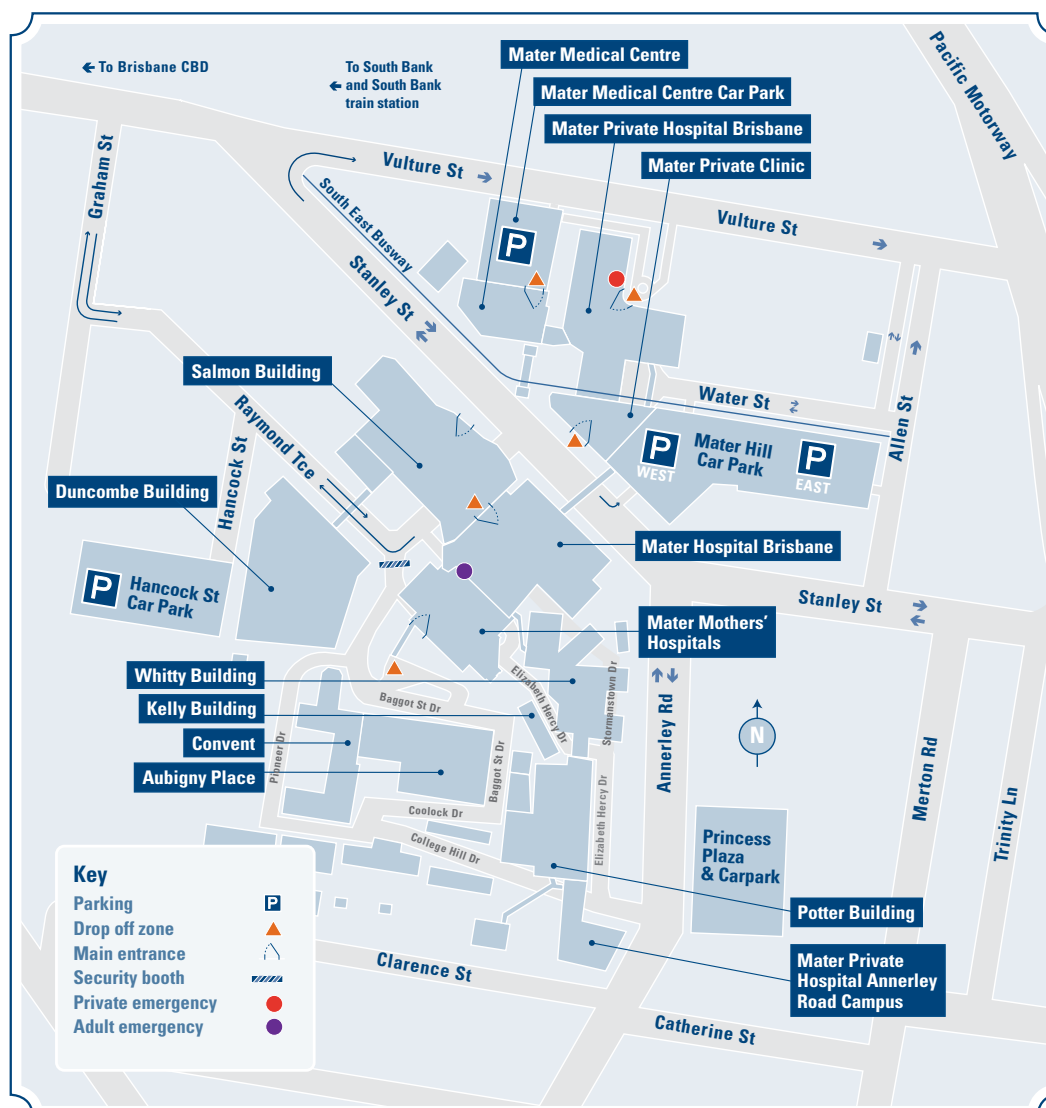 Mater Medical Centre
← To Brisbane CBD
To South Bank
← and South Bank
train station
Mater Medical Centre Car Park
Mater Private Hospital Brisbane
Mater Private Clinic
Pacific Motorway
Graham St
Vulture St
Vulture St
South East Busway
Stanley St
P
Salmon Building
Raymond Tce
Hancock St
Duncombe Building
Water St
Allen St
P
WEST
Mater Hill
Car Park
P
EAST
Mater Hospital Brisbane
P
Hancock St
Car Park
Stanley St
Mater Mothers'
Hospitals
Whitty Building
Kelly Building
Convent
Aubigny Place
Baggot St Dr
Elizabeth Hercy Dr
Stormanstown Dr
Annerley Rd
N
Pioneer Dr
Baggot St Dr
Coolock Dr
College Hill Dr
Elizabeth Hercy Dr
Merton Rd
Trinity Ln
Princess
Plaza
& Carpark
Potter Building
Mater Private
Hospital Annerley
Road Campus
Clarence St
Catherine St
Key
Parking P
Drop off zone
Main entrance
Security booth
Private emergency
Adult emergency